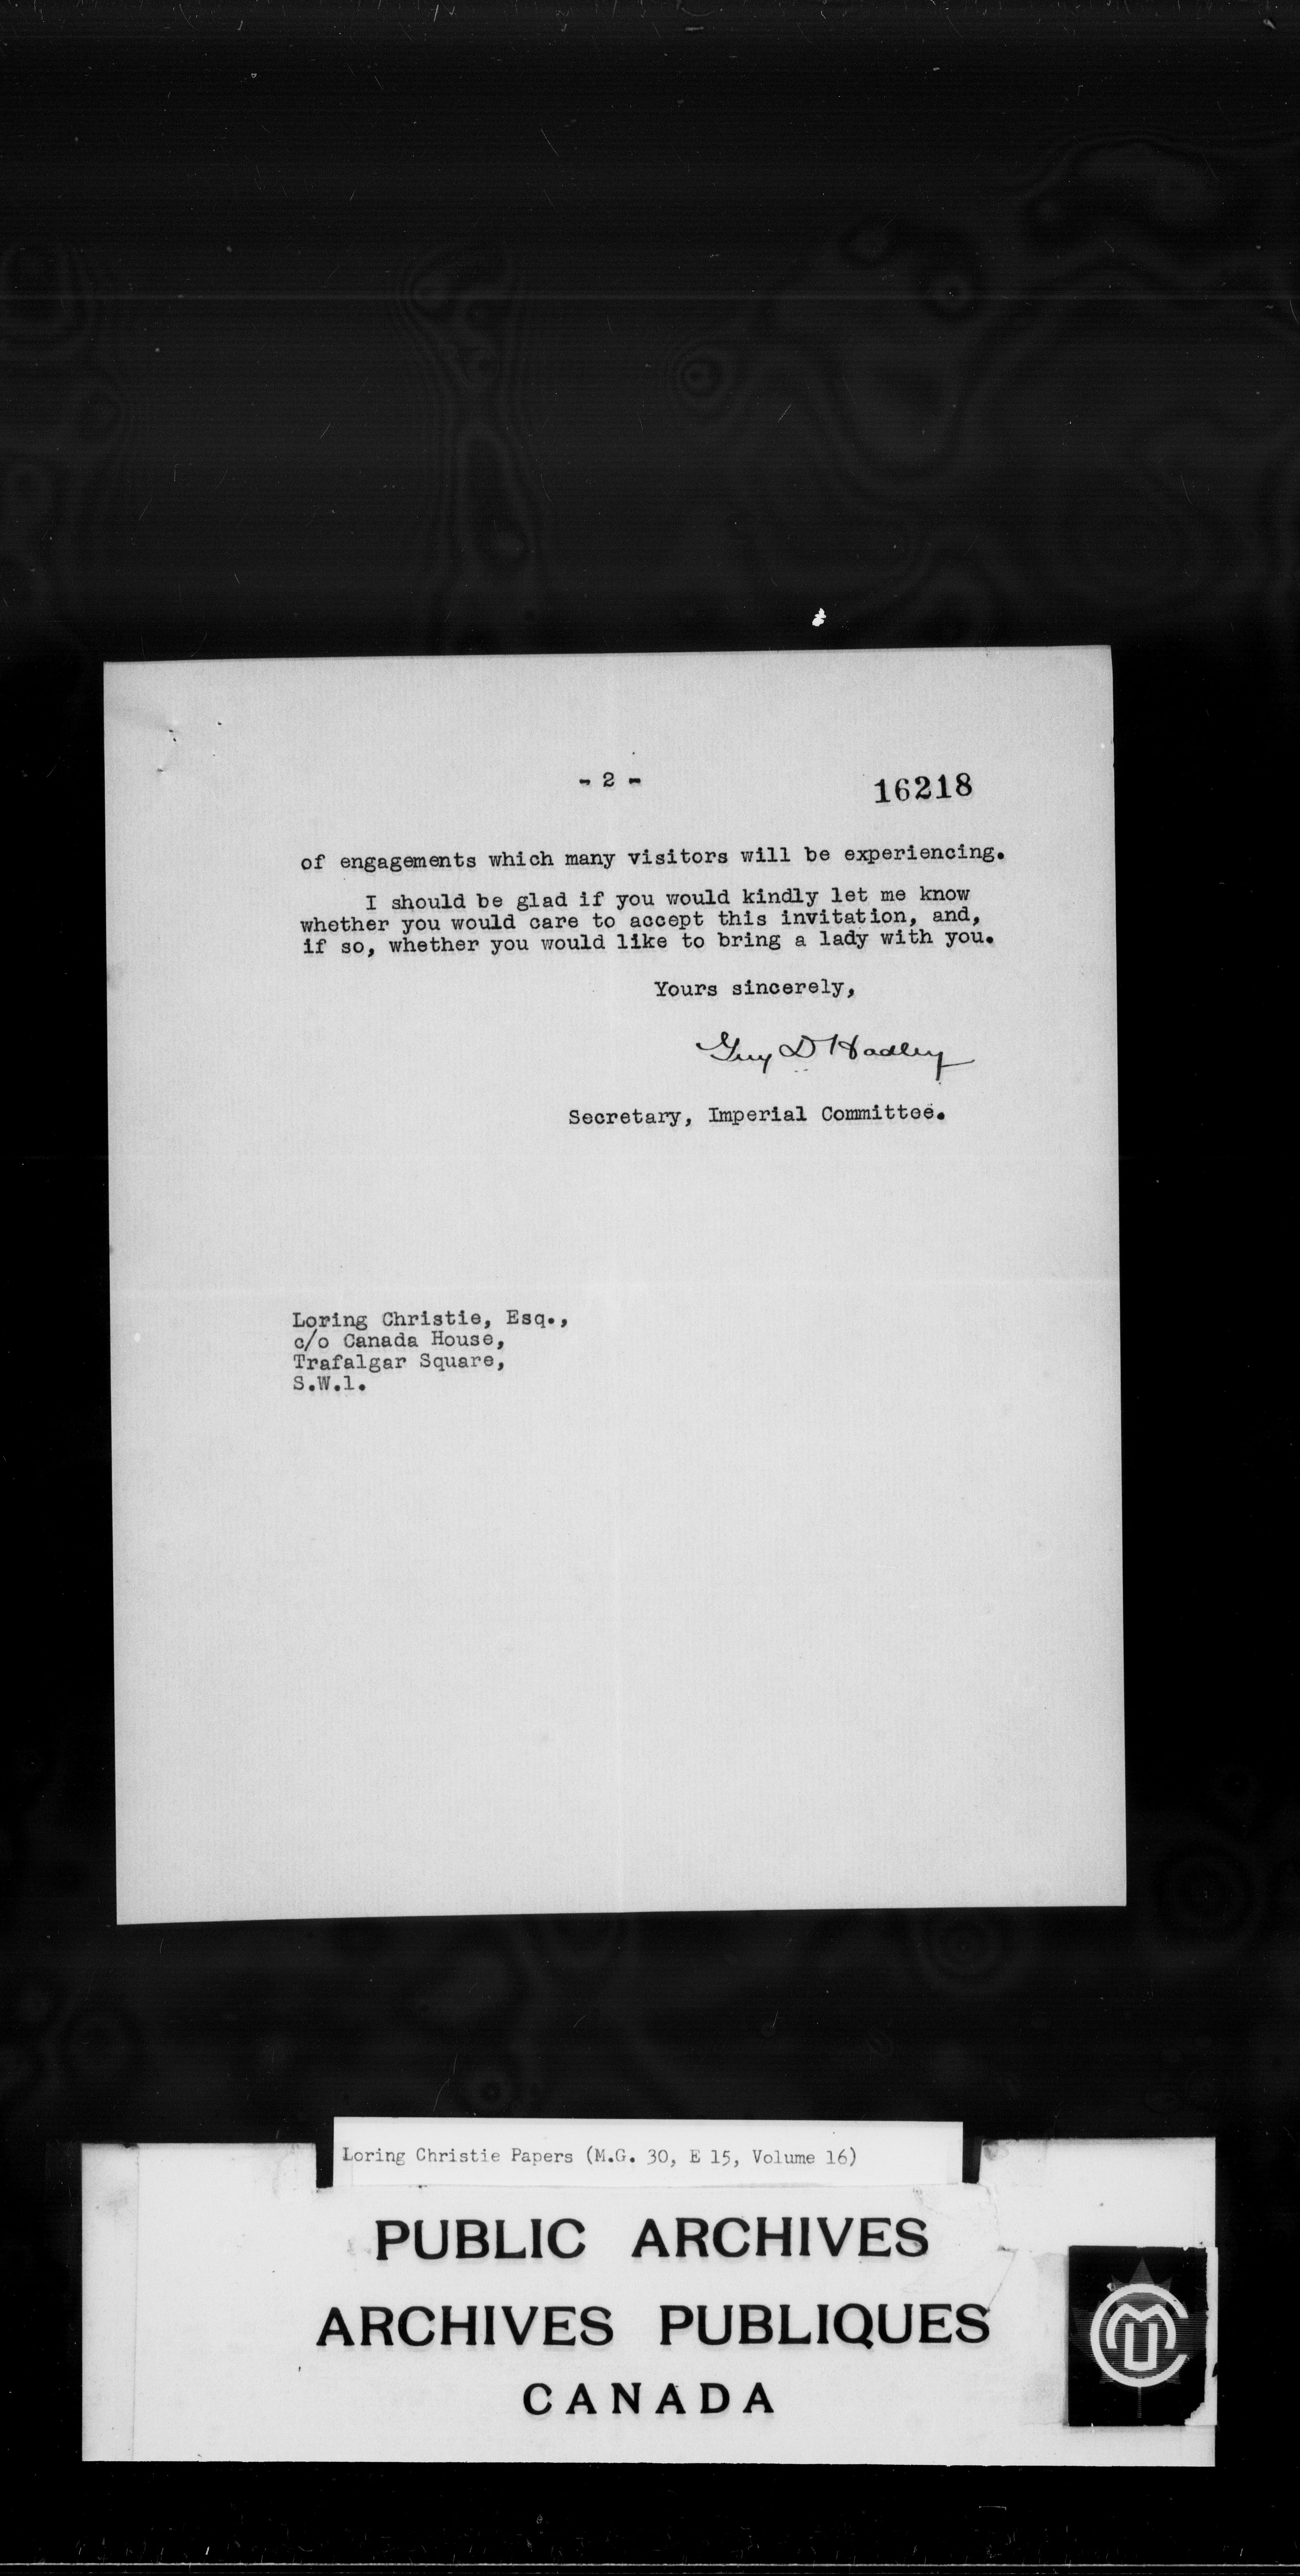 - 2 -
16218
of engagements which many visitors will be experiencing.
I should be glad if you would kindly let me know
whether you would care to accept this invitation, and,
if so, whether you would like to bring a lady with you.
Yours sincerely,
Guy D Hadley
Secretary, Imperial Committee.
Loring Christie, Esq.,
c/o Canada House,
Trafalgar Square,
S.W.1.
Loring Christie Papers (M.G. 30, E 15, Volume 16)
PUBLIC ARCHIVES
ARCHIVES PUBLIQUES
CANADA